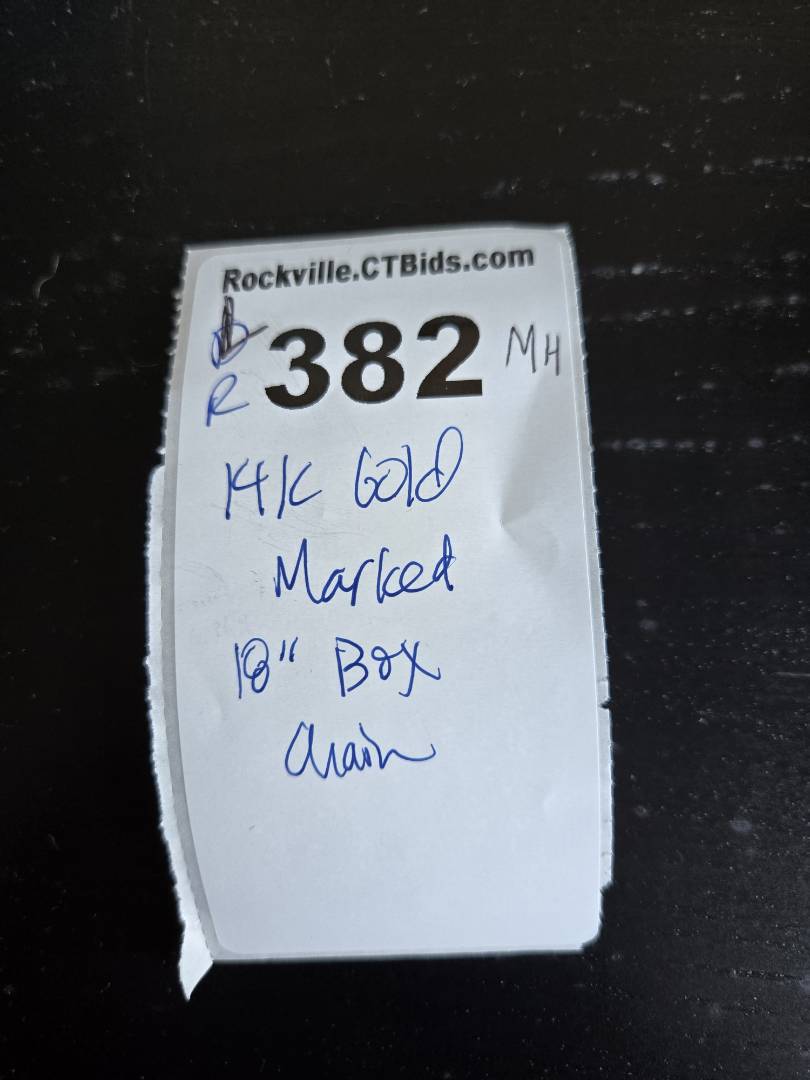 Rockville.CTBids.com
382 MH
R
14K Gold
Marked
18" Box
Chain